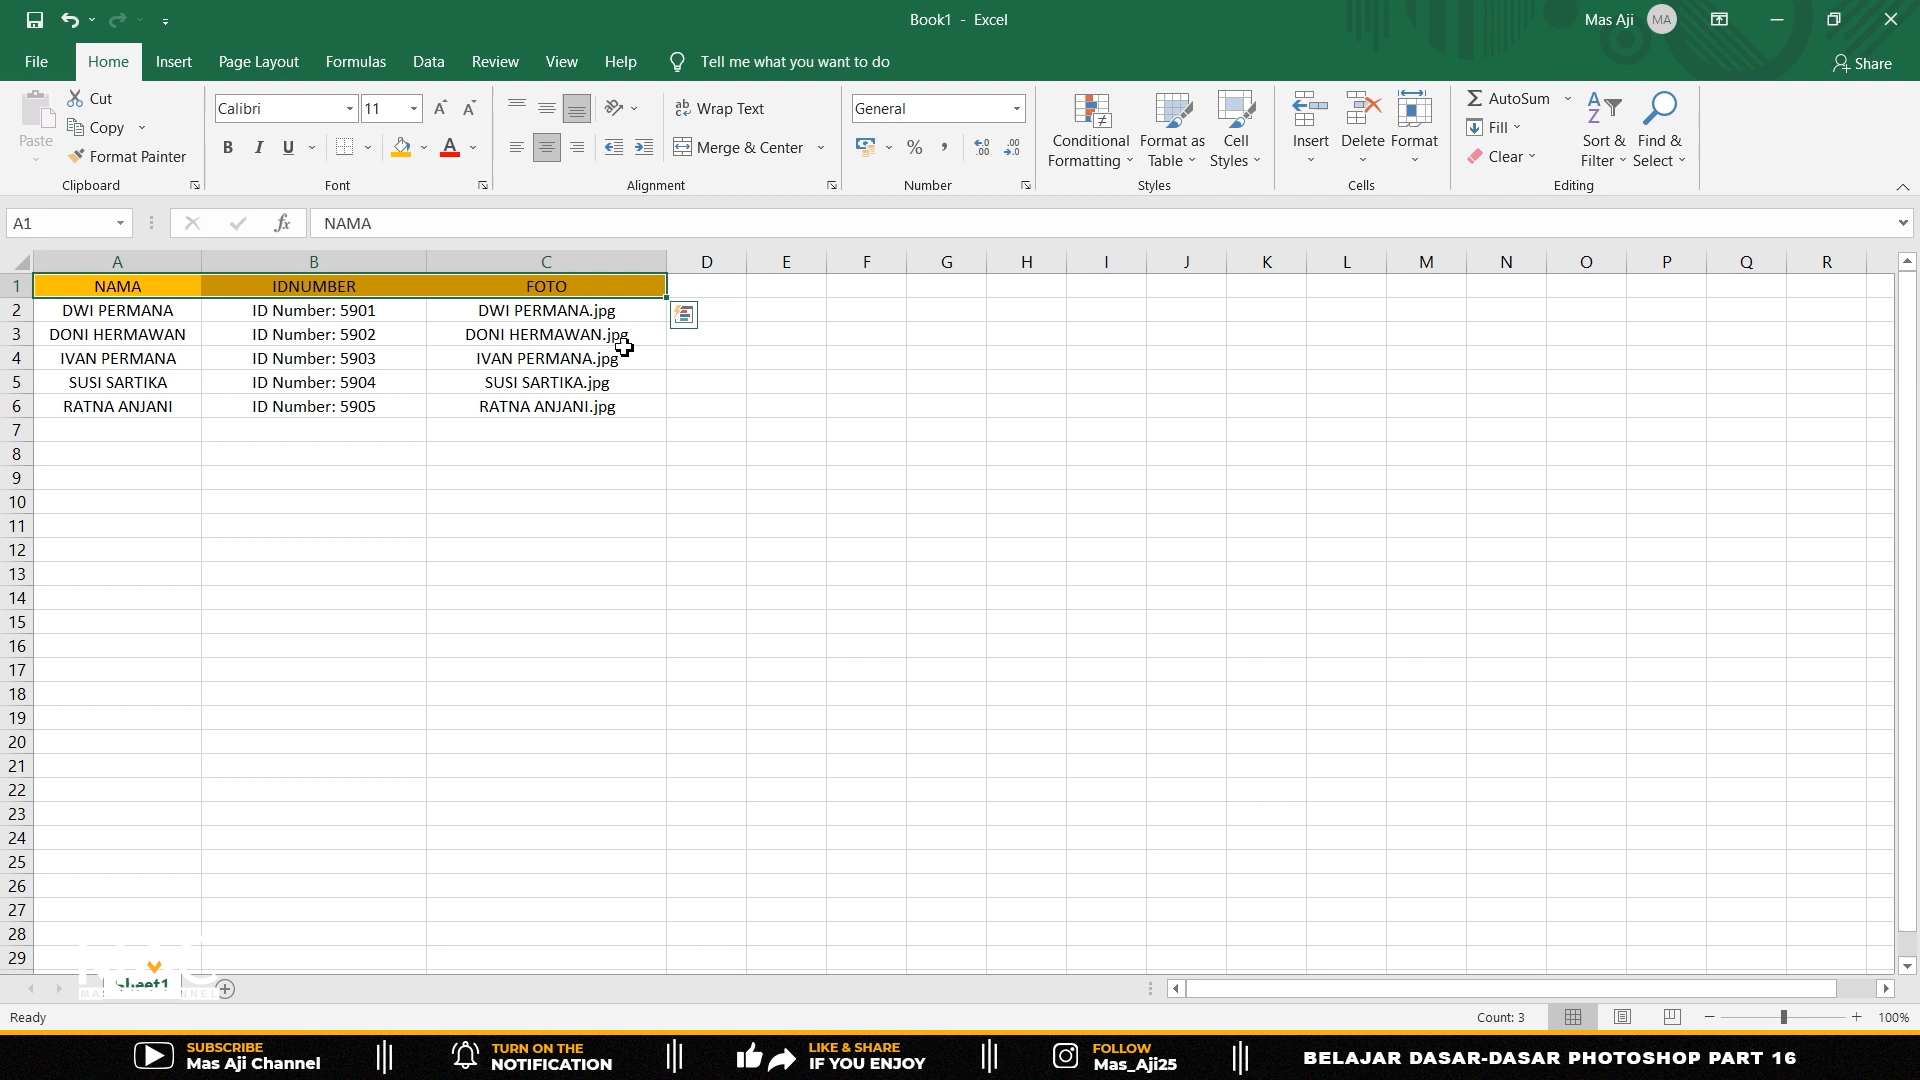 Book1 - Excel
Mas Aji MA
File Home Insert Page Layout Formulas Data Review View Help Tell me what you want to do Share
Paste
Cut
Copy
Format Painter
Clipboard
Calibri 11
B I U
Font
Wrap Text
Merge & Center
Alignment
General
% ,
Number
Conditional Formatting
Format as Table
Cell Styles
Styles
Insert Delete Format
Cells
AutoSum
Fill
Clear
Sort & Filter
Find & Select
Editing
A1 fx NAMA
A B C D E F G H I J K L M N O P Q R
1 NAMA IDNUMBER FOTO
2 DWI PERMANA ID Number: 5901 DWI PERMANA.jpg
3 DONI HERMAWAN ID Number: 5902 DONI HERMAWAN.jpg
4 IVAN PERMANA ID Number: 5903 IVAN PERMANA.jpg
5 SUSI SARTIKA ID Number: 5904 SUSI SARTIKA.jpg
6 RATNA ANJANI ID Number: 5905 RATNA ANJANI.jpg
7
8
9
10
11
12
13
14
15
16
17
18
19
20
21
22
23
24
25
26
27
28
29
Sheet1
Ready Count: 3 100%
SUBSCRIBE
Mas Aji Channel
TURN ON THE
NOTIFICATION
LIKE & SHARE
IF YOU ENJOY
FOLLOW
Mas_Aji25
BELAJAR DASAR-DASAR PHOTOSHOP PART 16